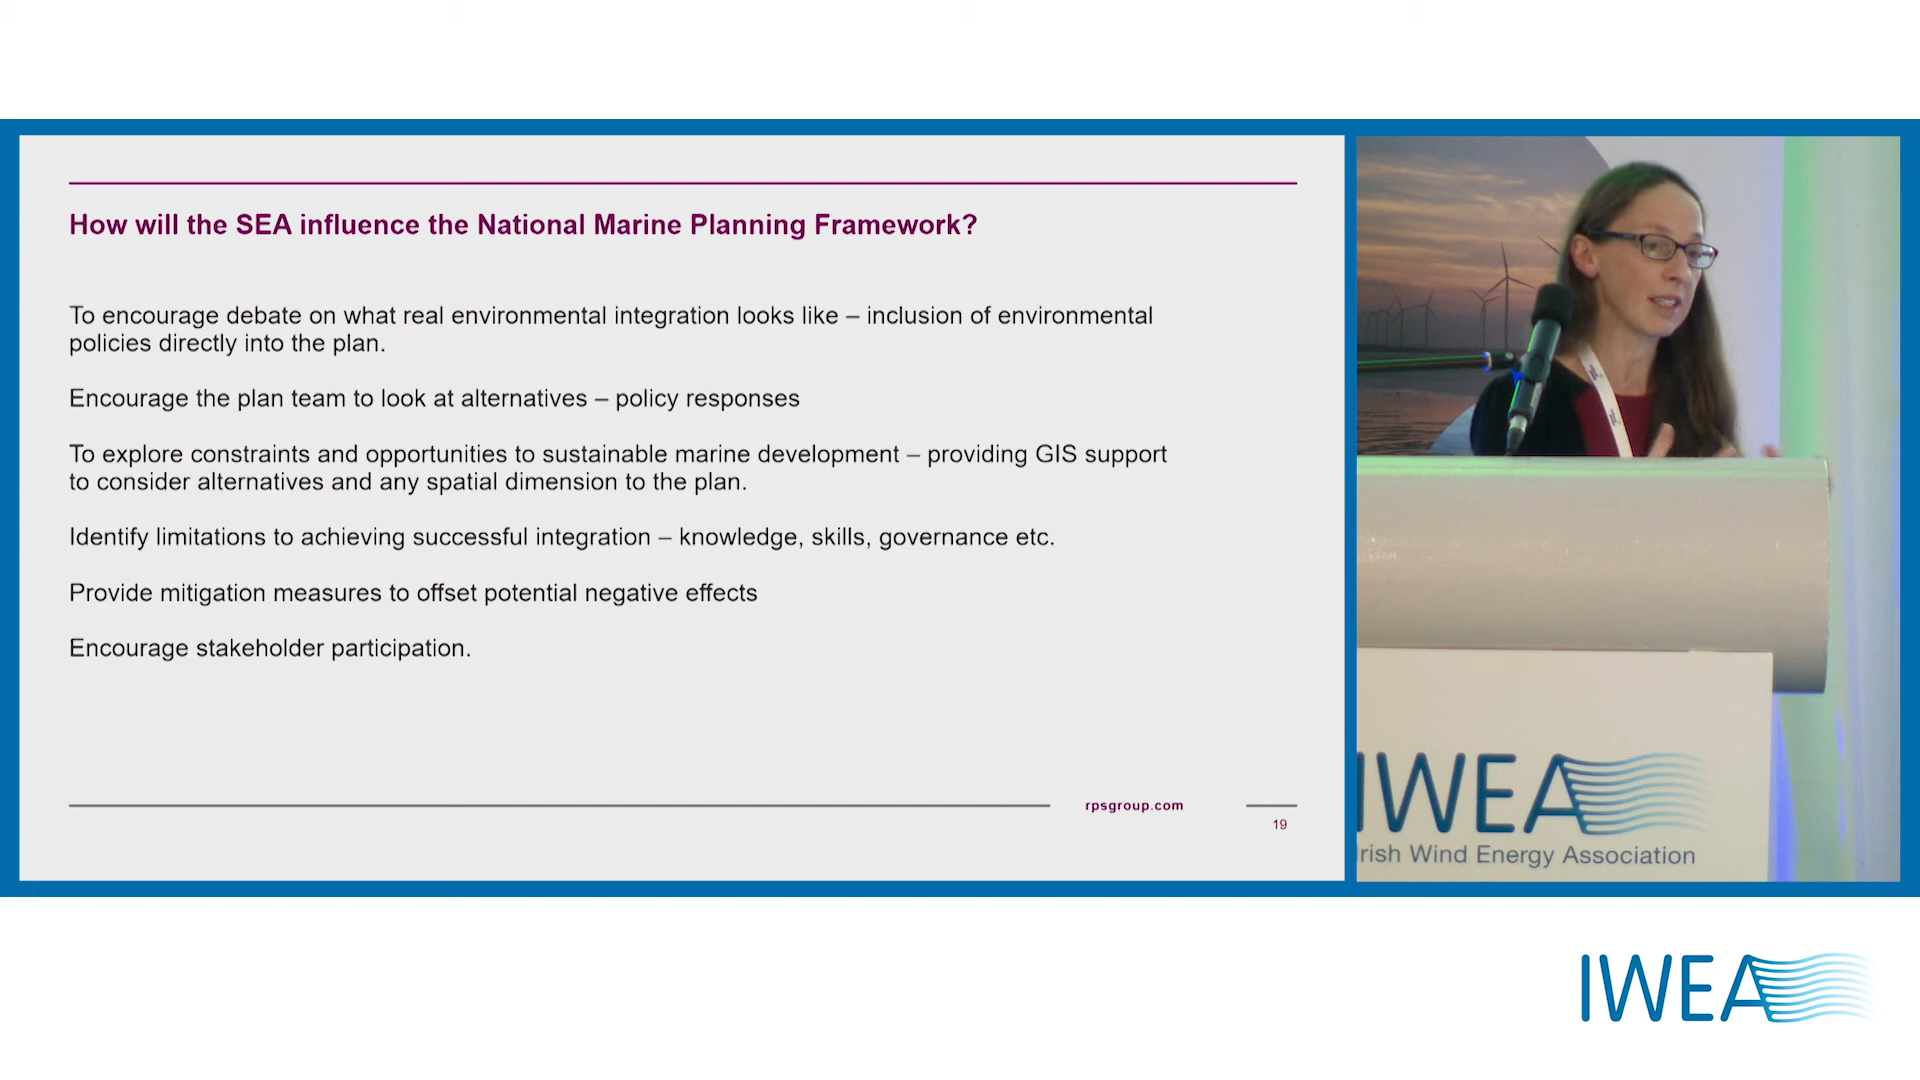 How will the SEA influence the National Marine Planning Framework?
To encourage debate on what real environmental integration looks like – inclusion of environmental
policies directly into the plan.
Encourage the plan team to look at alternatives – policy responses
To explore constraints and opportunities to sustainable marine development – providing GIS support
to consider alternatives and any spatial dimension to the plan.
Identify limitations to achieving successful integration – knowledge, skills, governance etc.
Provide mitigation measures to offset potential negative effects
Encourage stakeholder participation.
rpsgroup.com
19
IWEA
Irish Wind Energy Association
IWEA